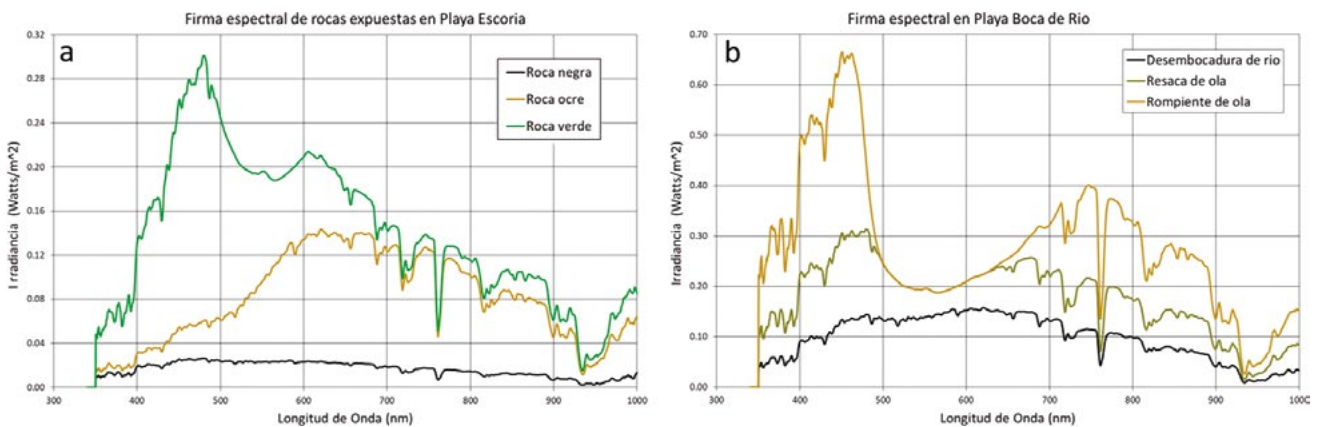 Firma espectral de rocas expuestas en Playa Escoria
a
Roca negra
Roca ocre
Roca verde
I rradiancia (Watts/m^2)
0.32
0.28
0.24
0.20
0.16
0.12
0.08
0.04
0.00
300 400 500 600 700 800 900 1000
Longitud de Onda (nm)
Firma espectral en Playa Boca de Rio
b
Desembocadura de rio
Resaca de ola
Rompiente de ola
Irradiancia (Watts/m^2)
0.70
0.60
0.50
0.40
0.30
0.20
0.10
0.00
300 400 500 600 700 800 900 1000
Longitud de Onda (nm)